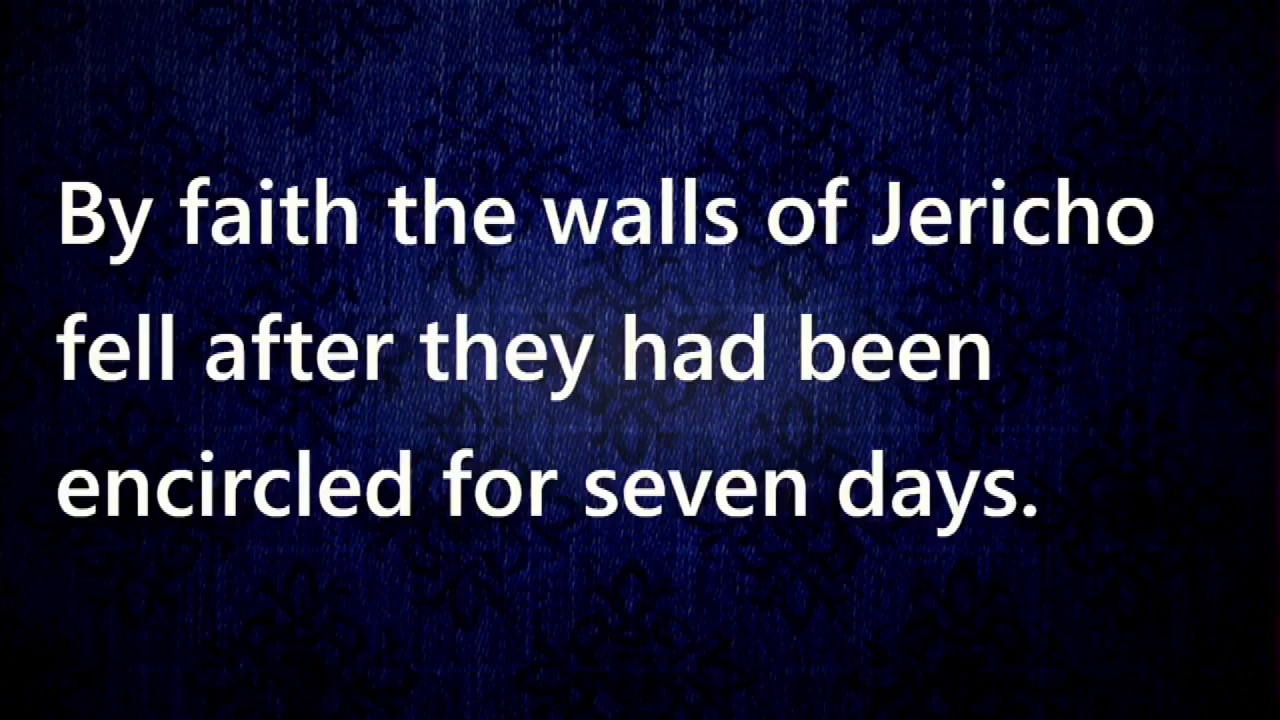 By faith the walls of Jericho
fell after they had been
encircled for seven days.